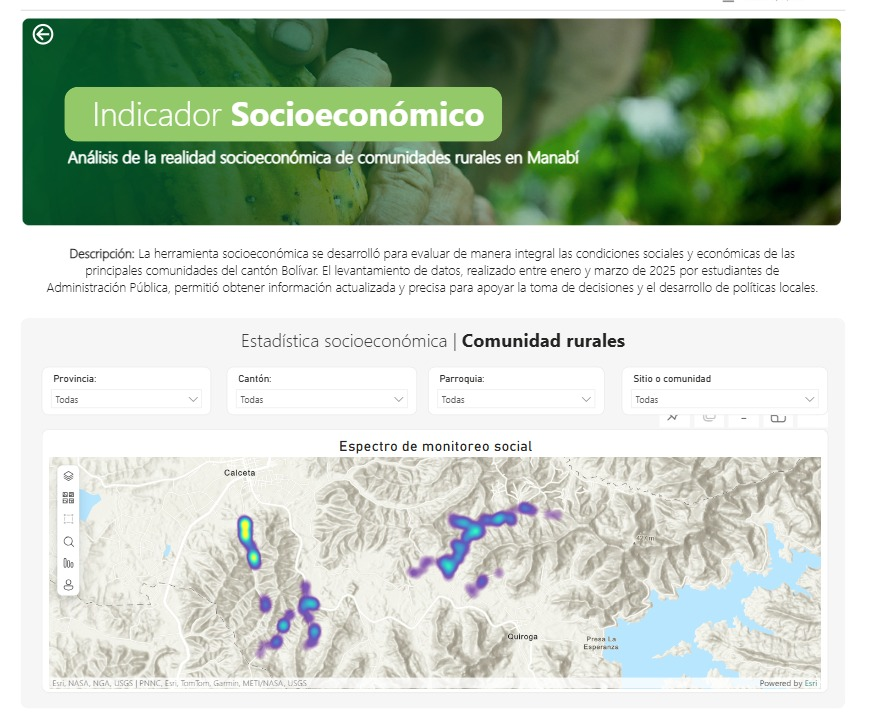 Indicador Socioeconómico
Análisis de la realidad socioeconómica de comunidades rurales en Manabí
Descripción: La herramienta socioeconómica se desarrolló para evaluar de manera integral las condiciones sociales y económicas de las
principales comunidades del cantón Bolívar. El levantamiento de datos, realizado entre enero y marzo de 2025 por estudiantes de
Administración Pública, permitió obtener información actualizada y precisa para apoyar la toma de decisiones y el desarrollo de políticas locales.
Estadística socioeconómica | Comunidad rurales
Provincia:
Todas
Cantón:
Todas
Parroquia:
Todas
Sitio o comunidad
Todas
Espectro de monitoreo social
Calceta
Quiroga
Presa La
Esperanza
Esri, NASA, NGA, USGS | PNNC, Esri, TomTom, Garmin, METI/NASA, USGS
Powered by Esri